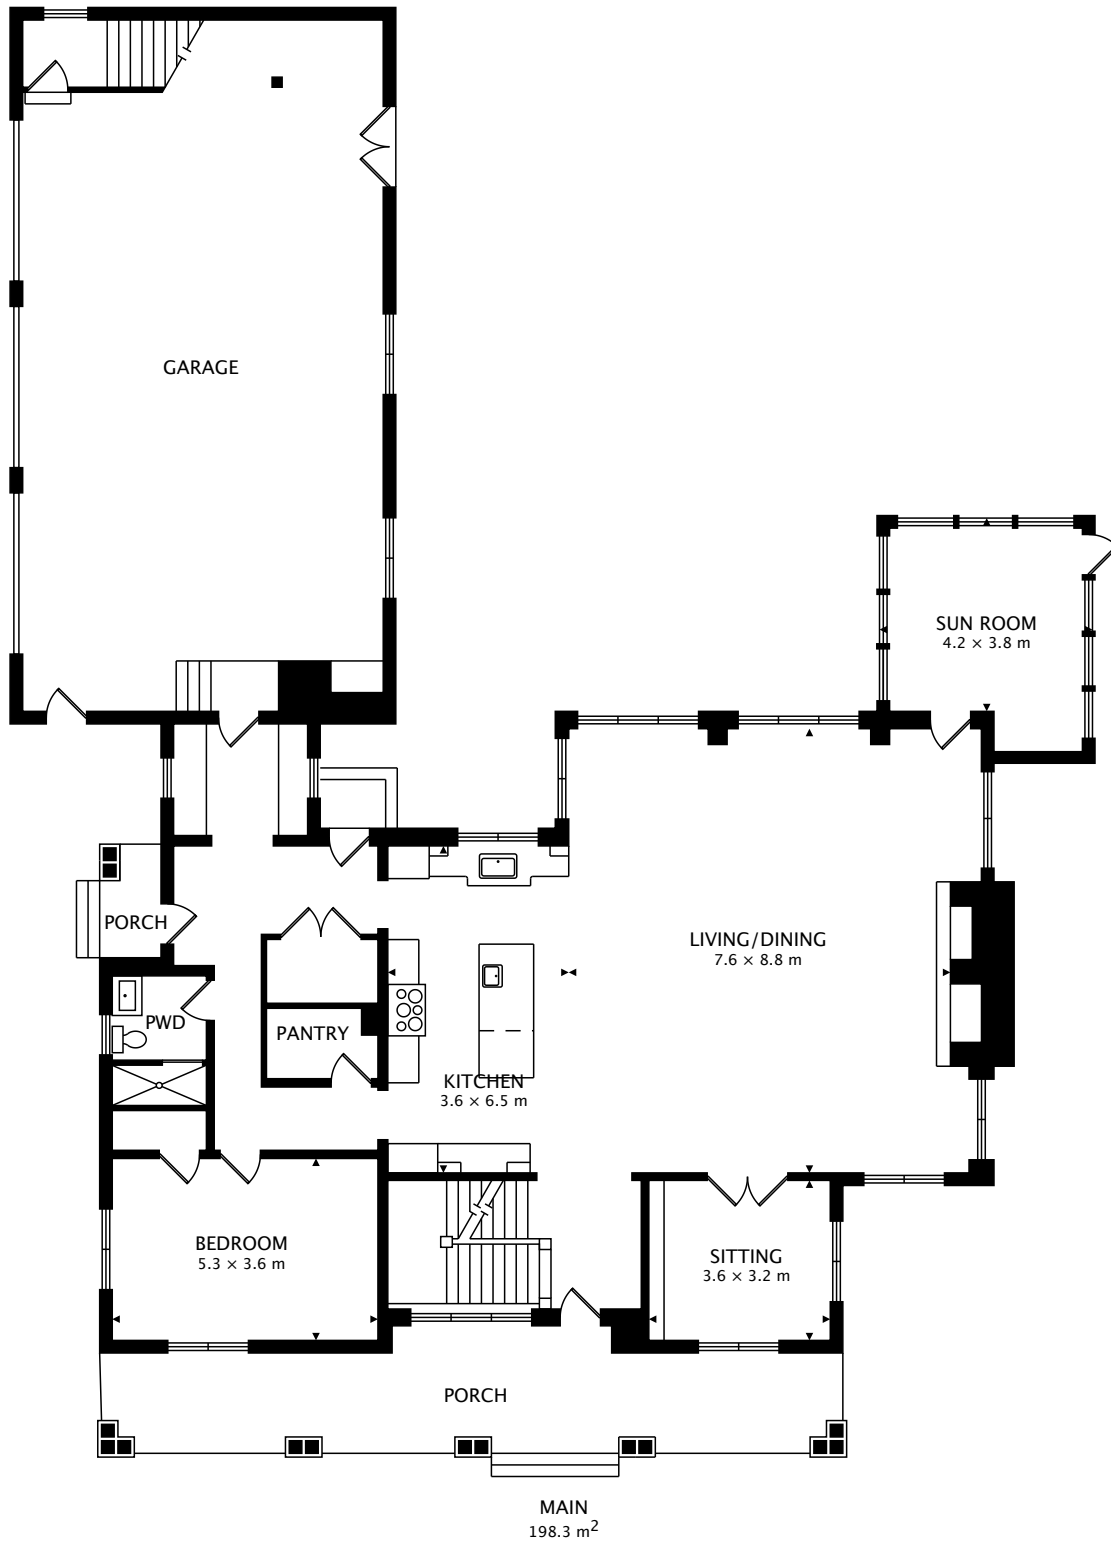 GARAGE
SUN ROOM
4.2 × 3.8 m
PORCH
LIVING/DINING
7.6 × 8.8 m
PWD
PANTRY
KITCHEN
3.6 × 6.5 m
BEDROOM
5.3 × 3.6 m
SITTING
3.6 × 3.2 m
PORCH
MAIN
198.3 m²